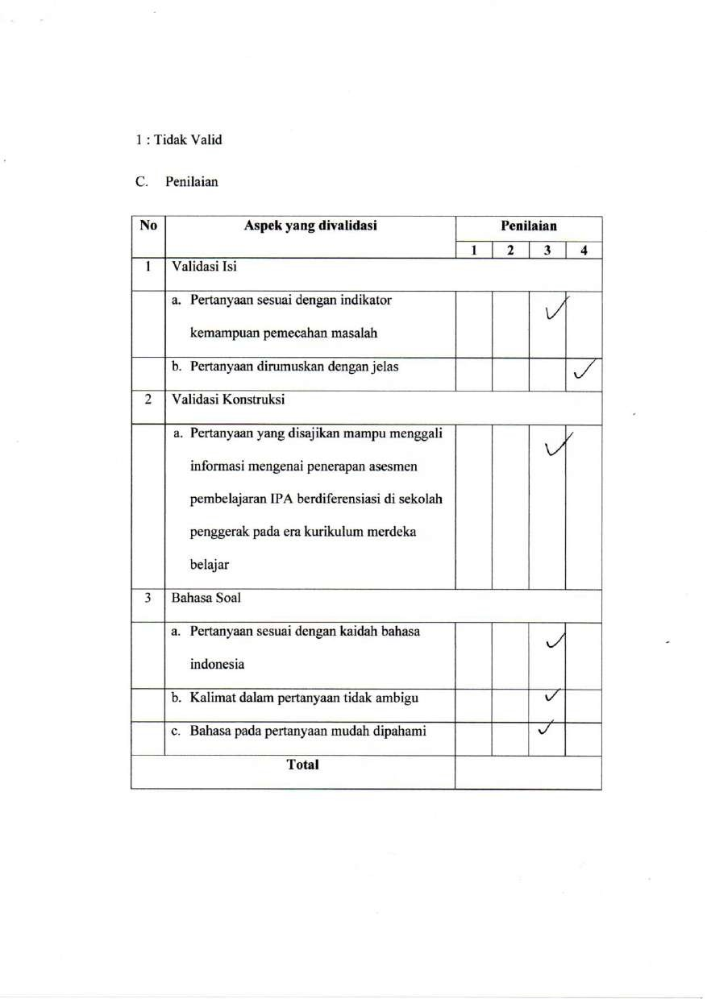 1 : Tidak Valid
C. Penilaian
No Aspek yang divalidasi Penilaian
1 2 3 4
1 Validasi Isi
a. Pertanyaan sesuai dengan indikator ✓
kemampuan pemecahan masalah
b. Pertanyaan dirumuskan dengan jelas ✓
2 Validasi Konstruksi
a. Pertanyaan yang disajikan mampu menggali ✓
informasi mengenai penerapan asesmen
pembelajaran IPA berdiferensiasi di sekolah
penggerak pada era kurikulum merdeka
belajar
3 Bahasa Soal
a. Pertanyaan sesuai dengan kaidah bahasa ✓
indonesia
b. Kalimat dalam pertanyaan tidak ambigu ✓
c. Bahasa pada pertanyaan mudah dipahami ✓
Total